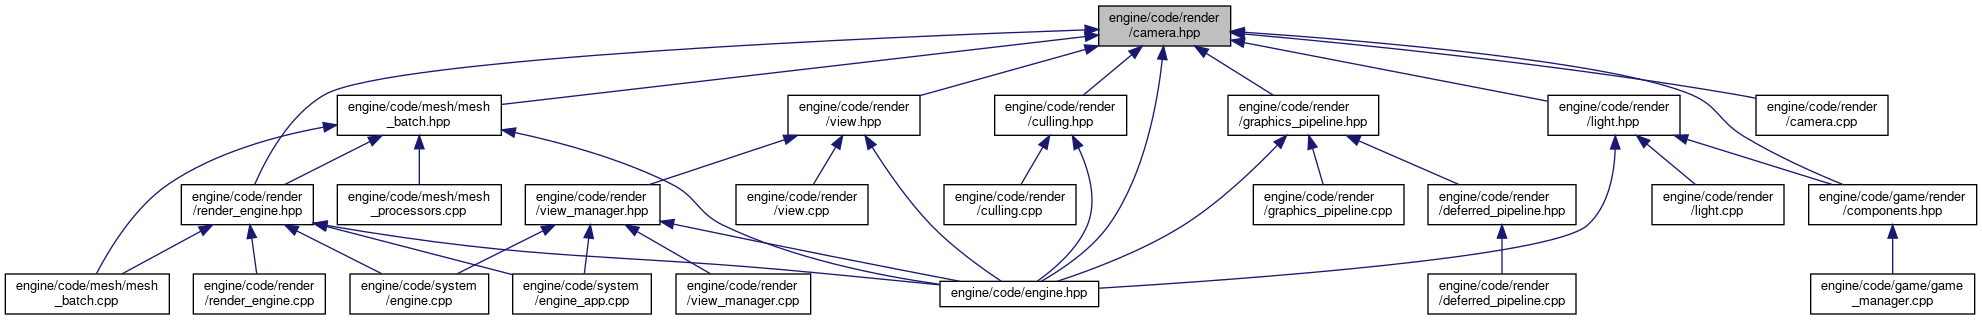 engine/code/render
/camera.hpp
engine/code/mesh/mesh
_batch.hpp
engine/code/render
/view.hpp
engine/code/render
/culling.hpp
engine/code/render
/graphics_pipeline.hpp
engine/code/render
/light.hpp
engine/code/render
/camera.cpp
engine/code/render
/render_engine.hpp
engine/code/mesh/mesh
_processors.cpp
engine/code/render
/view_manager.hpp
engine/code/render
/view.cpp
engine/code/render
/culling.cpp
engine/code/render
/graphics_pipeline.cpp
engine/code/render
/deferred_pipeline.hpp
engine/code/render
/light.cpp
engine/code/game/render
/components.hpp
engine/code/mesh/mesh
_batch.cpp
engine/code/render
/render_engine.cpp
engine/code/system
/engine.cpp
engine/code/system
/engine_app.cpp
engine/code/render
/view_manager.cpp
engine/code/engine.hpp
engine/code/render
/deferred_pipeline.cpp
engine/code/game/game
_manager.cpp